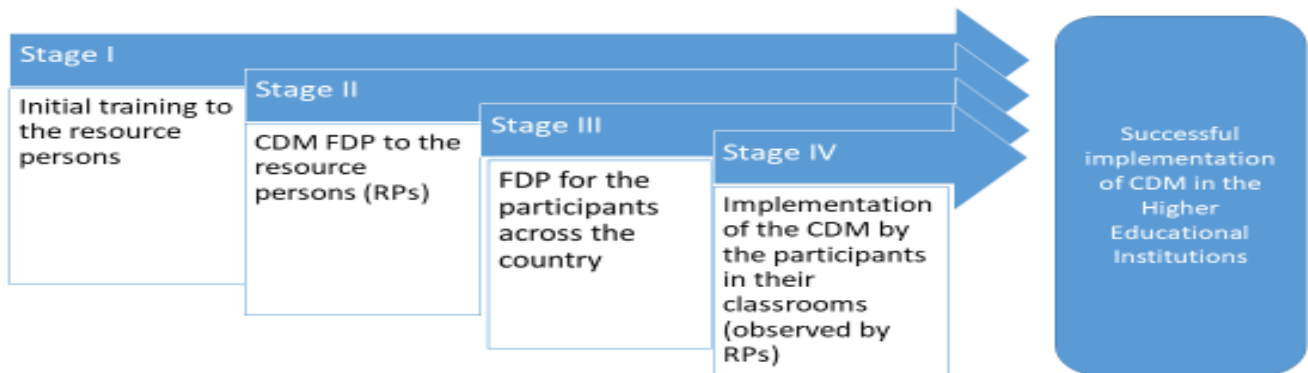 Stage I
Initial training to
the resource
persons
Stage II
CDM FDP to the
resource
persons (RPs)
Stage III
FDP for the
participants
across the
country
Stage IV
Implementation
of the CDM by
the participants
in their
classrooms
(observed by
RPs)
Successful
implementation
of CDM in the
Higher
Educational
Institutions